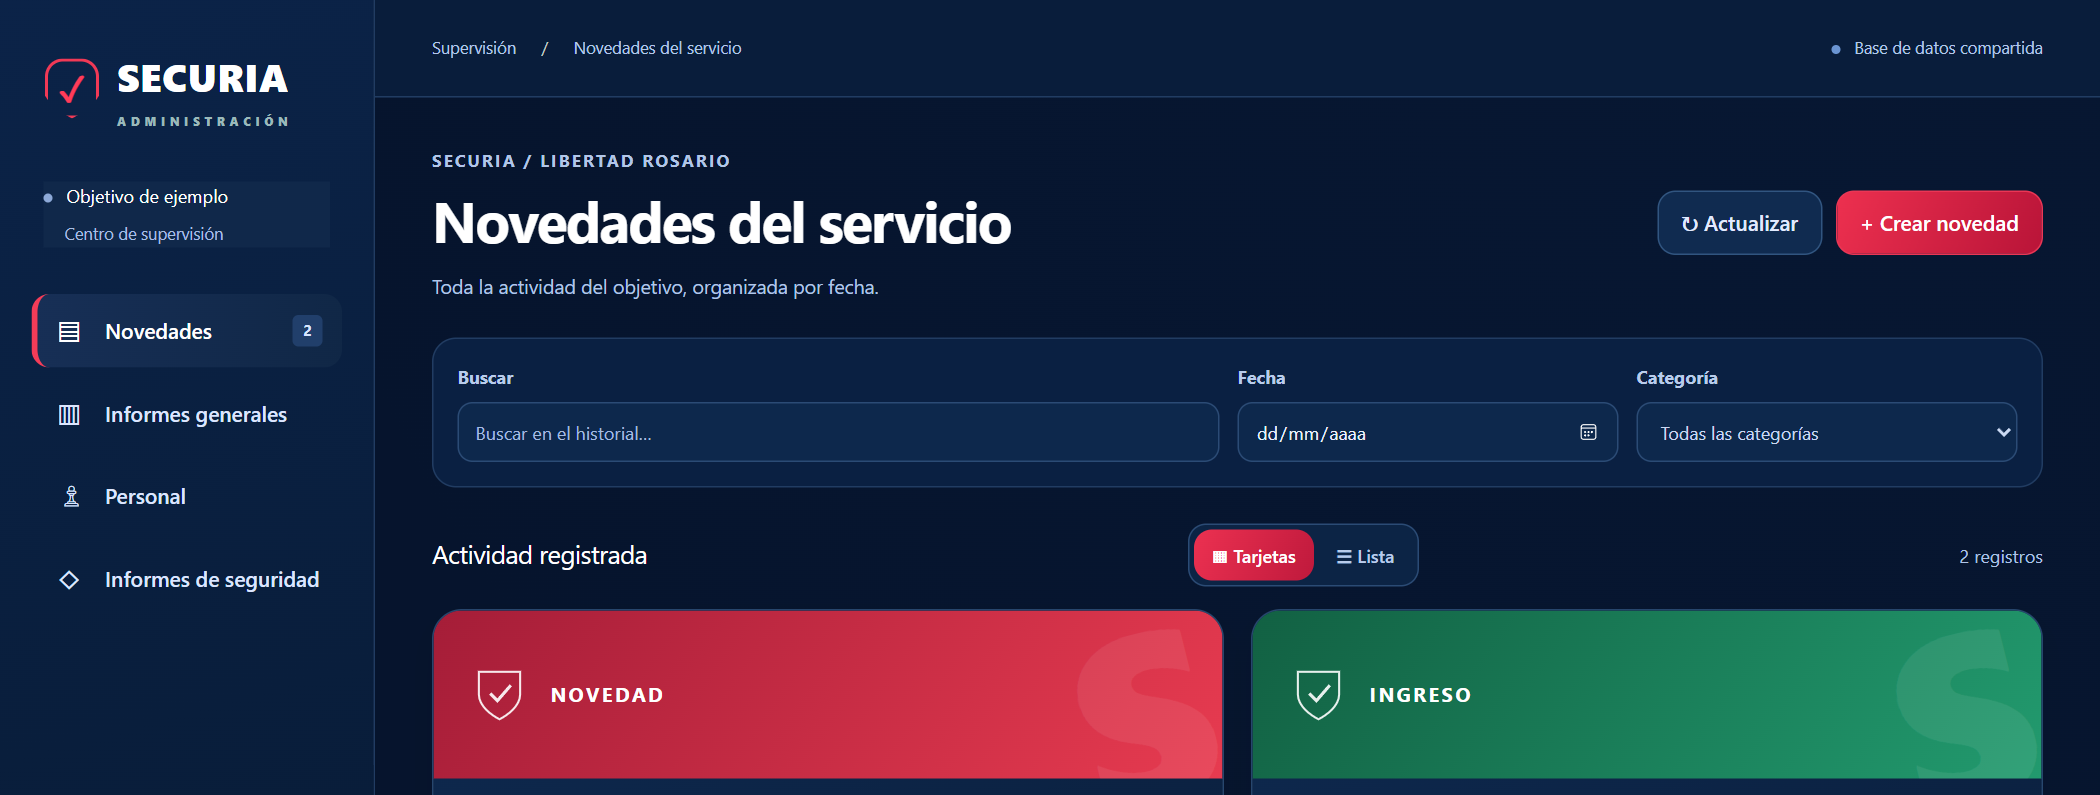 SECURIA
ADMINISTRACIÓN
Objetivo de ejemplo
Centro de supervisión
Novedades 2
Informes generales
Personal
Informes de seguridad
Supervisión / Novedades del servicio
Base de datos compartida
SECURIA / LIBERTAD ROSARIO
Novedades del servicio
Toda la actividad del objetivo, organizada por fecha.
↻ Actualizar
+ Crear novedad
Buscar
Buscar en el historial...
Fecha
dd/mm/aaaa
Categoría
Todas las categorías
Actividad registrada
Tarjetas
Lista
2 registros
NOVEDAD
S
INGRESO
S